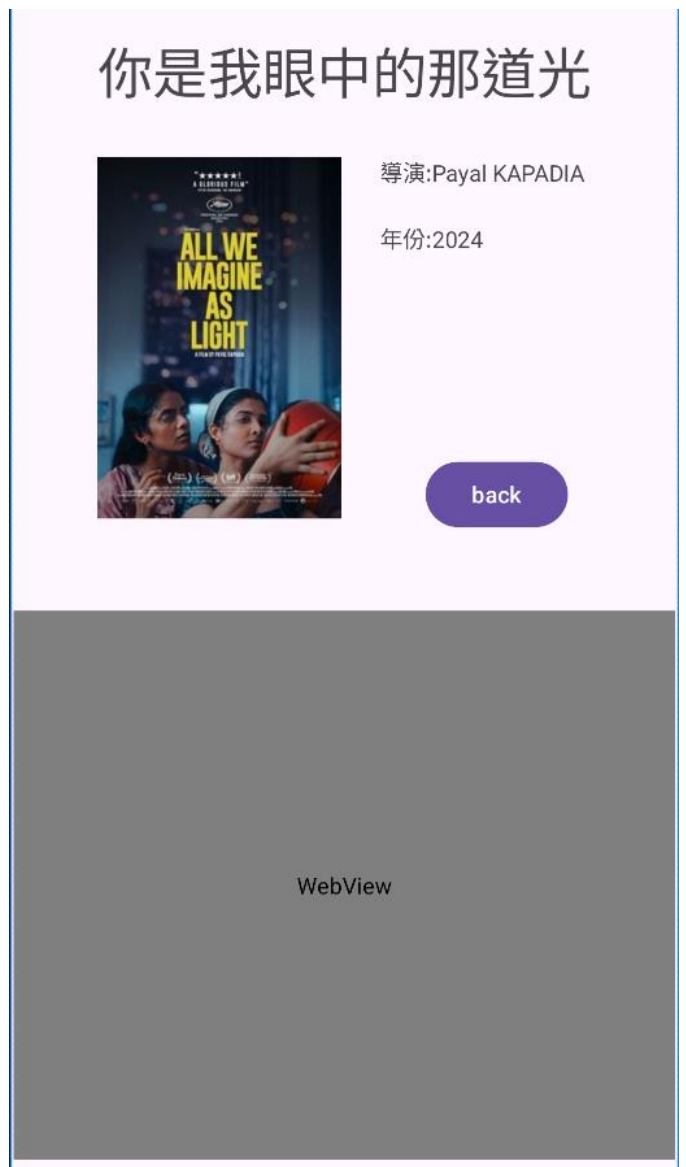 你是我眼中的那道光
導演:Payal KAPADIA
年份:2024
"★★★★★!
A GLORIOUS FILM"
ALL WE
IMAGINE
AS
LIGHT
A FILM BY PAYAL KAPADIA
back
WebView